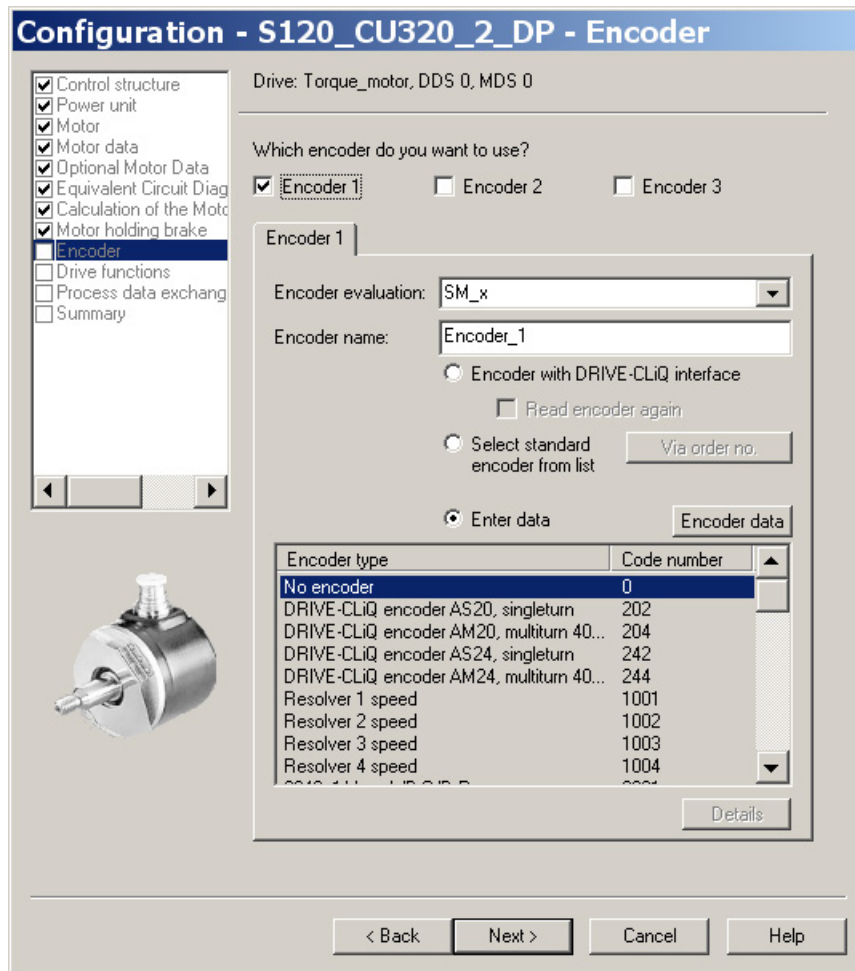 Configuration - S120_CU320_2_DP - Encoder
Control structure
Power unit
Motor
Motor data
Optional Motor Data
Equivalent Circuit Diag
Calculation of the Moto
Motor holding brake
Encoder
Drive functions
Process data exchang
Summary
Drive: Torque_motor, DDS 0, MDS 0
Which encoder do you want to use?
Encoder 1 Encoder 2 Encoder 3
Encoder 1
Encoder evaluation: SM_x
Encoder name: Encoder_1
Encoder with DRIVE-CLiQ interface
Read encoder again
Select standard
encoder from list
Via order no.
Enter data Encoder data
Encoder type Code number
No encoder 0
DRIVE-CLiQ encoder AS20, singleturn 202
DRIVE-CLiQ encoder AM20, multiturn 40... 204
DRIVE-CLiQ encoder AS24, singleturn 242
DRIVE-CLiQ encoder AM24, multiturn 40... 244
Resolver 1 speed 1001
Resolver 2 speed 1002
Resolver 3 speed 1003
Resolver 4 speed 1004
Details
< Back Next > Cancel Help